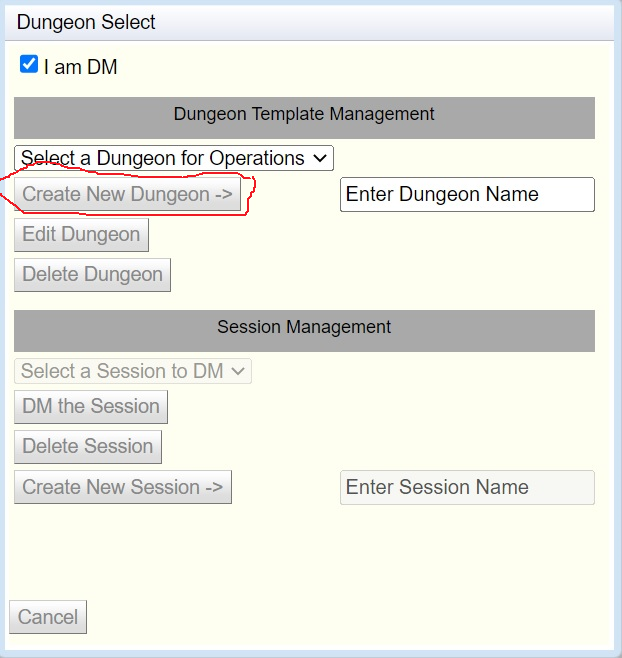 Dungeon Select
I am DM
Dungeon Template Management
Select a Dungeon for Operations
Create New Dungeon -> Enter Dungeon Name
Edit Dungeon
Delete Dungeon
Session Management
Select a Session to DM
DM the Session
Delete Session
Create New Session -> Enter Session Name
Cancel